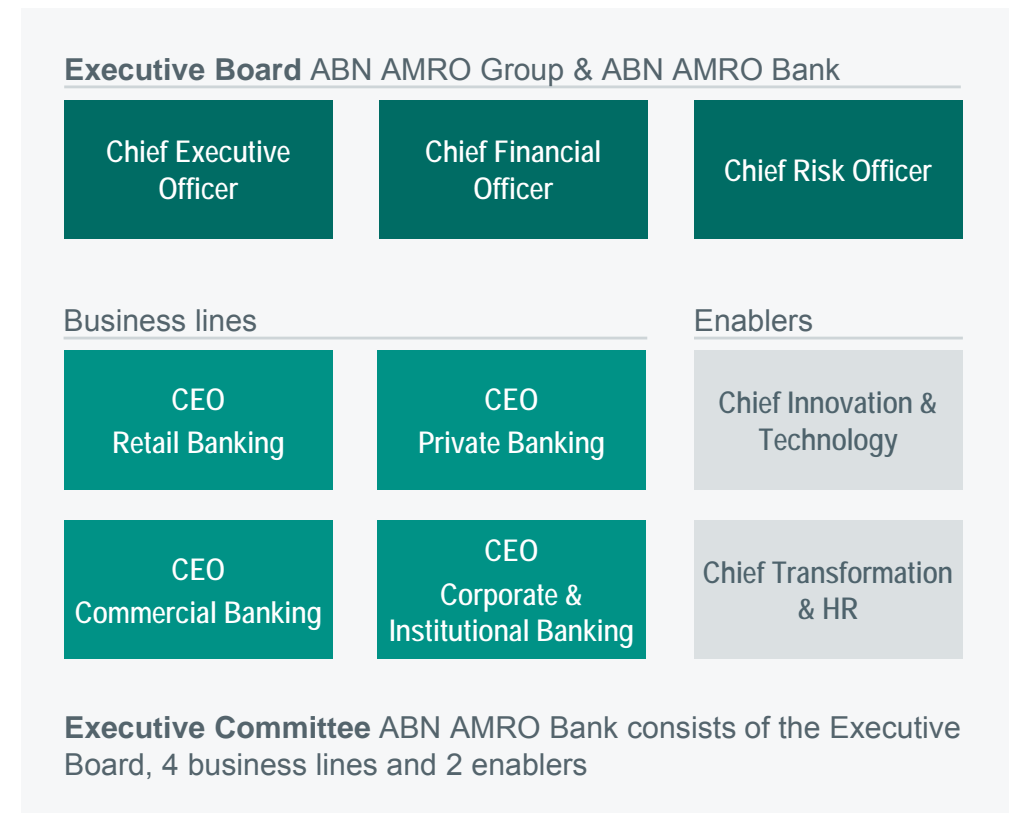 Executive Board ABN AMRO Group & ABN AMRO Bank
Chief Executive
Officer
Chief Financial
Officer
Chief Risk Officer
Business lines
Enablers
CEO
Retail Banking
CEO
Private Banking
Chief Innovation &
Technology
CEO
Commercial Banking
CEO
Corporate &
Institutional Banking
Chief Transformation
& HR
Executive Committee ABN AMRO Bank consists of the Executive
Board, 4 business lines and 2 enablers